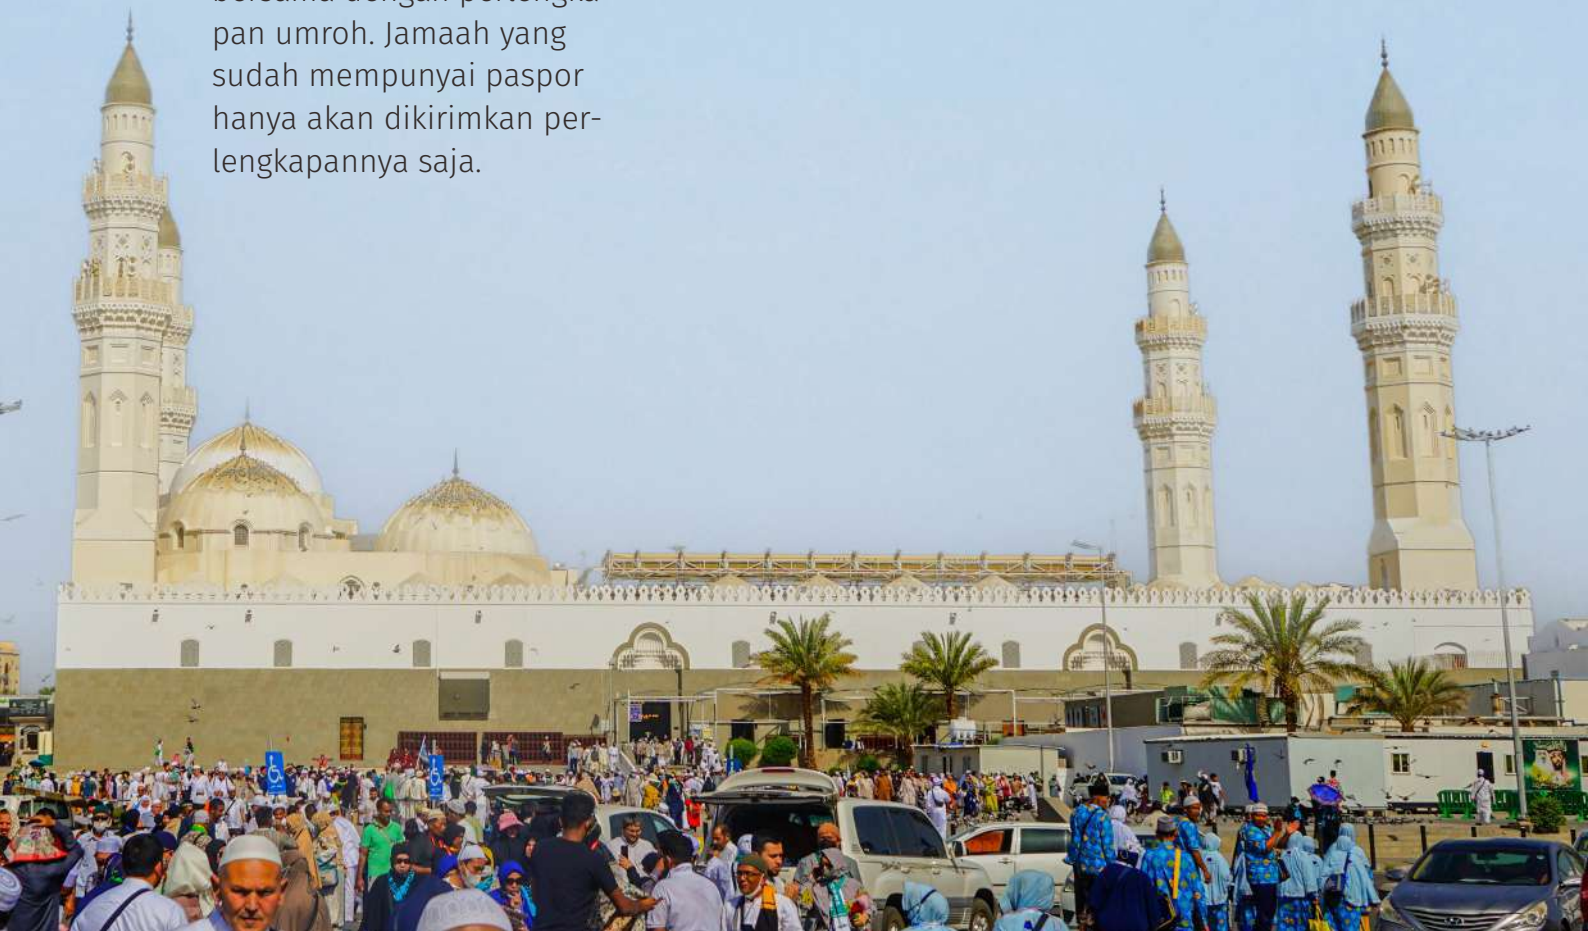 pan umroh. Jamaah yang
sudah mempunyai paspor
hanya akan dikirimkan per-
lengkapannya saja.